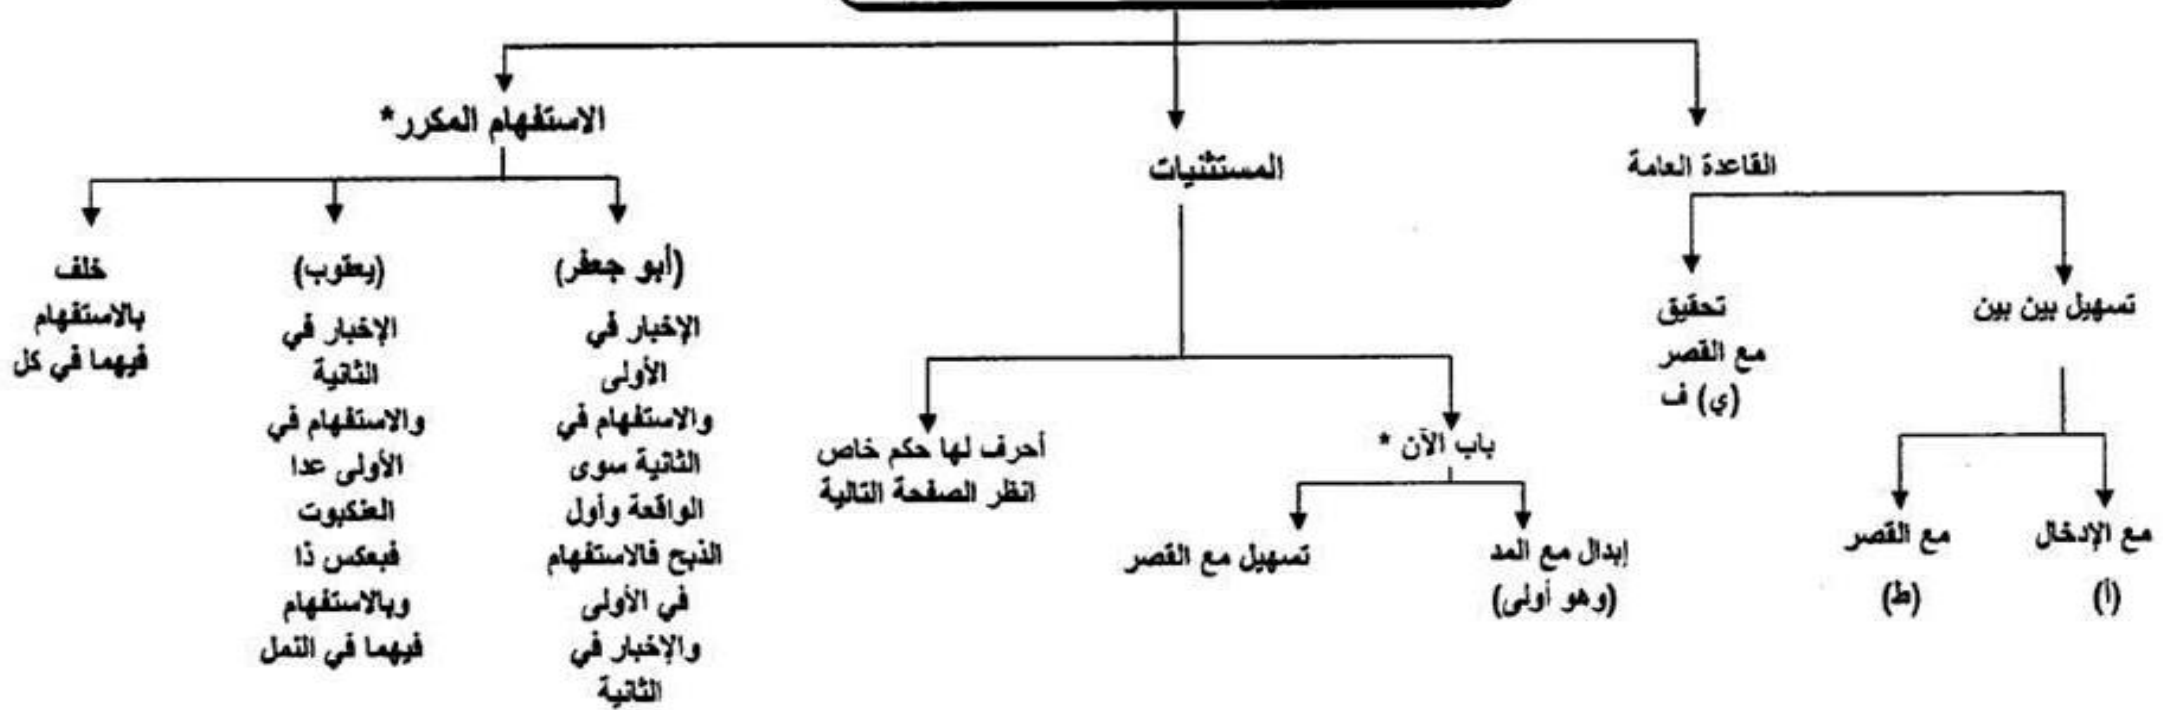 القاعدة العامة
تسهيل بين بين
مع الإدخال
(أ)
مع القصر
(ط)
تحقيق
مع القصر
(ي) ف
المستثنيات
باب الآن *
إبدال مع المد
(وهو أولى)
تسهيل مع القصر
أحرف لها حكم خاص
انظر الصفحة التالية
الاستفهام المكرر*
(أبو جعفر)
الإخبار في
الأولى
والاستفهام في
الثانية سوى
الواقعة وأول
الذبح فالاستفهام
في الأولى
والإخبار في
الثانية
(يعقوب)
الإخبار في
الثانية
والاستفهام في
الأولى عدا
العنكبوت
فبعكس ذا
وبالاستفهام
فيهما في النمل
خلف
بالاستفهام
فيهما في كل